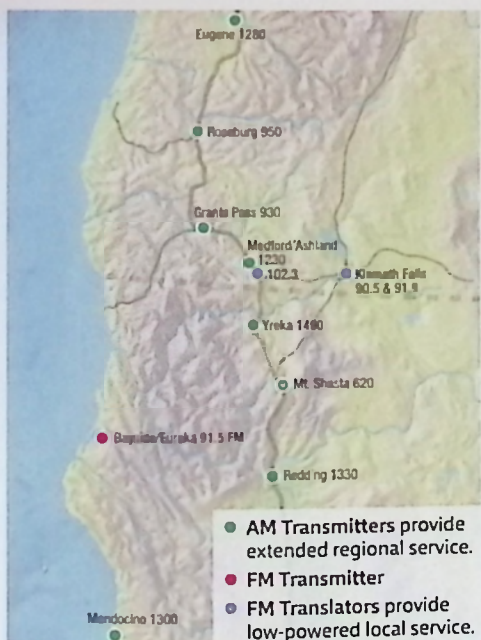 Eugene 1280
Roseburg 950
Grants Pass 930
Medford/Ashland
1230
102.3
Klamath Falls
90.5 & 91.9
Yreka 1490
Mt. Shasta 620
Bayside/Eureka 91.5 FM
Redding 1330
Mendocino 1300
AM Transmitters provide
extended regional service.
FM Transmitter
FM Translators provide
low-powered local service.